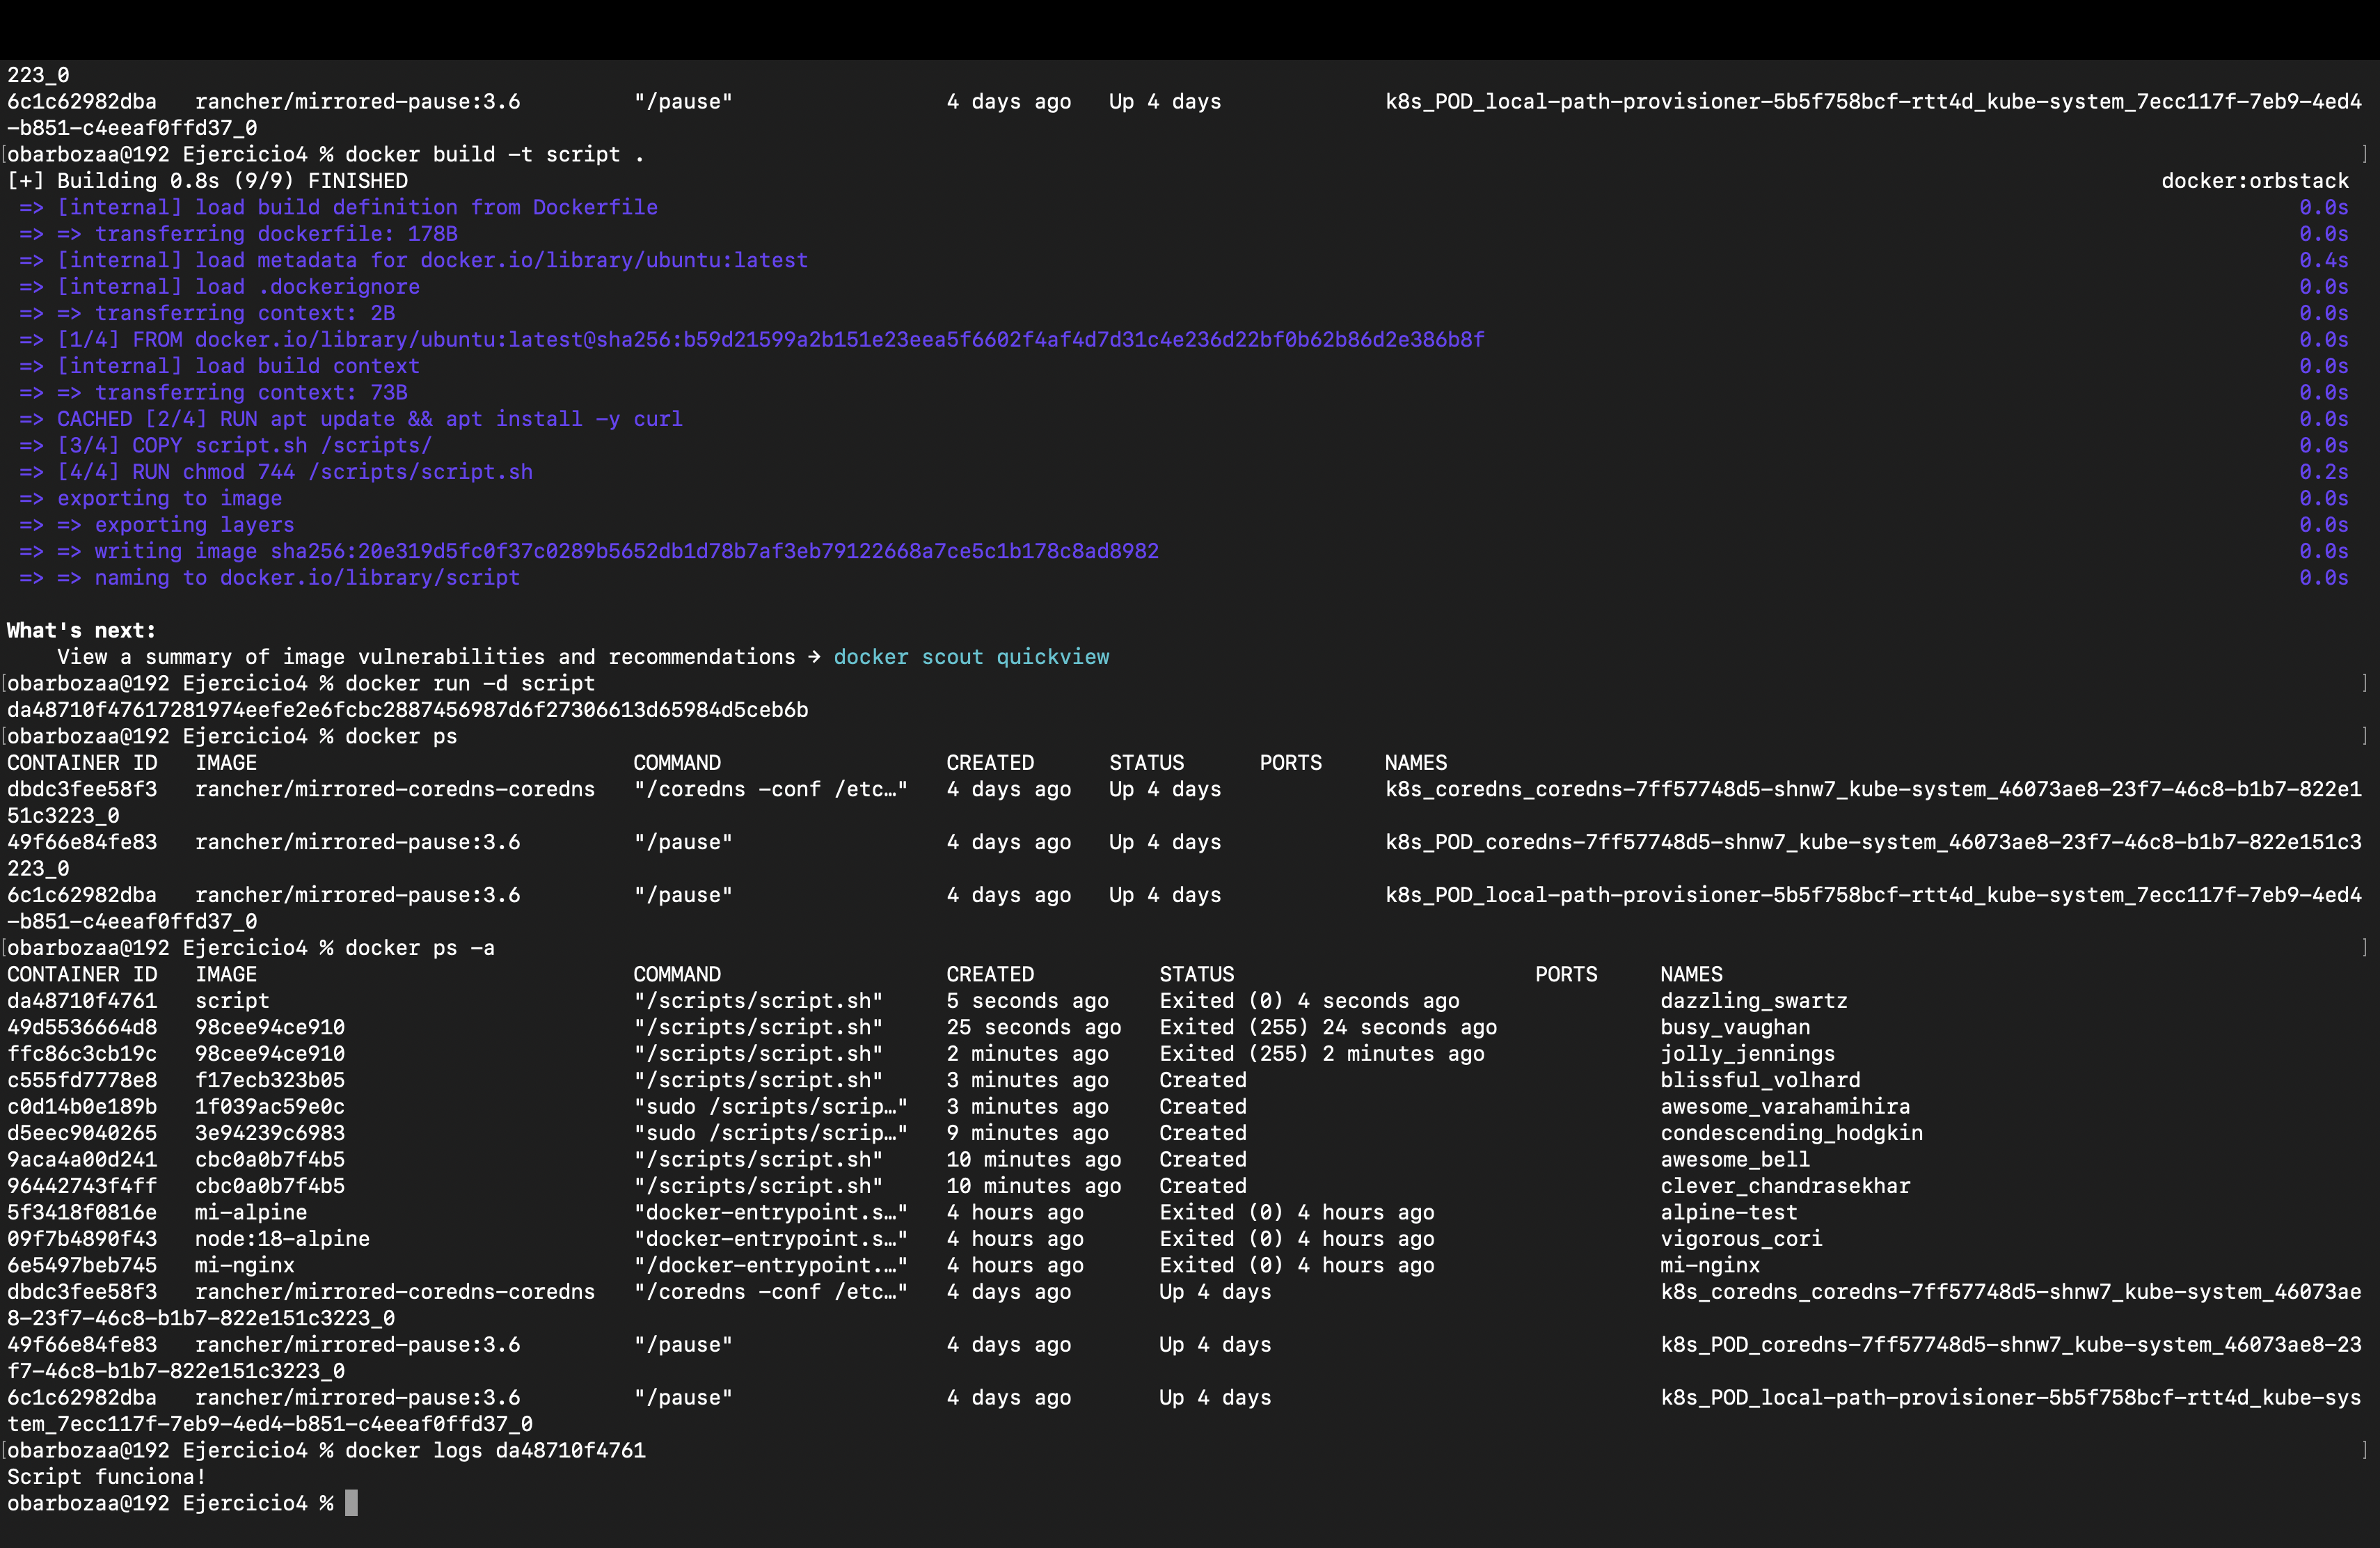 223_0
6c1c62982dba   rancher/mirrored-pause:3.6         "/pause"                 4 days ago   Up 4 days             k8s_POD_local-path-provisioner-5b5f758bcf-rtt4d_kube-system_7ecc117f-7eb9-4ed4
-b851-c4eeaf0ffd37_0
[obarbozaa@192 Ejercicio4 % docker build -t script . ]
[+] Building 0.8s (9/9) FINISHED docker:orbstack
 => [internal] load build definition from Dockerfile 0.0s
 => => transferring dockerfile: 178B 0.0s
 => [internal] load metadata for docker.io/library/ubuntu:latest 0.4s
 => [internal] load .dockerignore 0.0s
 => => transferring context: 2B 0.0s
 => [1/4] FROM docker.io/library/ubuntu:latest@sha256:b59d21599a2b151e23eea5f6602f4af4d7d31c4e236d22bf0b62b86d2e386b8f 0.0s
 => [internal] load build context 0.0s
 => => transferring context: 73B 0.0s
 => CACHED [2/4] RUN apt update && apt install -y curl 0.0s
 => [3/4] COPY script.sh /scripts/ 0.0s
 => [4/4] RUN chmod 744 /scripts/script.sh 0.2s
 => exporting to image 0.0s
 => => exporting layers 0.0s
 => => writing image sha256:20e319d5fc0f37c0289b5652db1d78b7af3eb79122668a7ce5c1b178c8ad8982 0.0s
 => => naming to docker.io/library/script 0.0s
What's next:
    View a summary of image vulnerabilities and recommendations → docker scout quickview
[obarbozaa@192 Ejercicio4 % docker run -d script ]
da48710f47617281974eefe2e6fcbc2887456987d6f27306613d65984d5ceb6b
[obarbozaa@192 Ejercicio4 % docker ps ]
CONTAINER ID   IMAGE                              COMMAND                  CREATED      STATUS      PORTS     NAMES
dbdc3fee58f3   rancher/mirrored-coredns-coredns   "/coredns -conf /etc…"   4 days ago   Up 4 days             k8s_coredns_coredns-7ff57748d5-shnw7_kube-system_46073ae8-23f7-46c8-b1b7-822e1
51c3223_0
49f66e84fe83   rancher/mirrored-pause:3.6         "/pause"                 4 days ago   Up 4 days             k8s_POD_coredns-7ff57748d5-shnw7_kube-system_46073ae8-23f7-46c8-b1b7-822e151c3
223_0
6c1c62982dba   rancher/mirrored-pause:3.6         "/pause"                 4 days ago   Up 4 days             k8s_POD_local-path-provisioner-5b5f758bcf-rtt4d_kube-system_7ecc117f-7eb9-4ed4
-b851-c4eeaf0ffd37_0
[obarbozaa@192 Ejercicio4 % docker ps -a ]
CONTAINER ID   IMAGE                              COMMAND                  CREATED          STATUS                        PORTS     NAMES
da48710f4761   script                             "/scripts/script.sh"     5 seconds ago    Exited (0) 4 seconds ago                dazzling_swartz
49d5536664d8   98cee94ce910                       "/scripts/script.sh"     25 seconds ago   Exited (255) 24 seconds ago             busy_vaughan
ffc86c3cb19c   98cee94ce910                       "/scripts/script.sh"     2 minutes ago    Exited (255) 2 minutes ago              jolly_jennings
c555fd7778e8   f17ecb323b05                       "/scripts/script.sh"     3 minutes ago    Created                                 blissful_volhard
c0d14b0e189b   1f039ac59e0c                       "sudo /scripts/scrip…"   3 minutes ago    Created                                 awesome_varahamihira
d5eec9040265   3e94239c6983                       "sudo /scripts/scrip…"   9 minutes ago    Created                                 condescending_hodgkin
9aca4a00d241   cbc0a0b7f4b5                       "/scripts/script.sh"     10 minutes ago   Created                                 awesome_bell
96442743f4ff   cbc0a0b7f4b5                       "/scripts/script.sh"     10 minutes ago   Created                                 clever_chandrasekhar
5f3418f0816e   mi-alpine                          "docker-entrypoint.s…"   4 hours ago      Exited (0) 4 hours ago                  alpine-test
09f7b4890f43   node:18-alpine                     "docker-entrypoint.s…"   4 hours ago      Exited (0) 4 hours ago                  vigorous_cori
6e5497beb745   mi-nginx                           "/docker-entrypoint.…"   4 hours ago      Exited (0) 4 hours ago                  mi-nginx
dbdc3fee58f3   rancher/mirrored-coredns-coredns   "/coredns -conf /etc…"   4 days ago       Up 4 days                               k8s_coredns_coredns-7ff57748d5-shnw7_kube-system_46073ae
8-23f7-46c8-b1b7-822e151c3223_0
49f66e84fe83   rancher/mirrored-pause:3.6         "/pause"                 4 days ago       Up 4 days                               k8s_POD_coredns-7ff57748d5-shnw7_kube-system_46073ae8-23
f7-46c8-b1b7-822e151c3223_0
6c1c62982dba   rancher/mirrored-pause:3.6         "/pause"                 4 days ago       Up 4 days                               k8s_POD_local-path-provisioner-5b5f758bcf-rtt4d_kube-sys
tem_7ecc117f-7eb9-4ed4-b851-c4eeaf0ffd37_0
[obarbozaa@192 Ejercicio4 % docker logs da48710f4761 ]
Script funciona!
obarbozaa@192 Ejercicio4 %